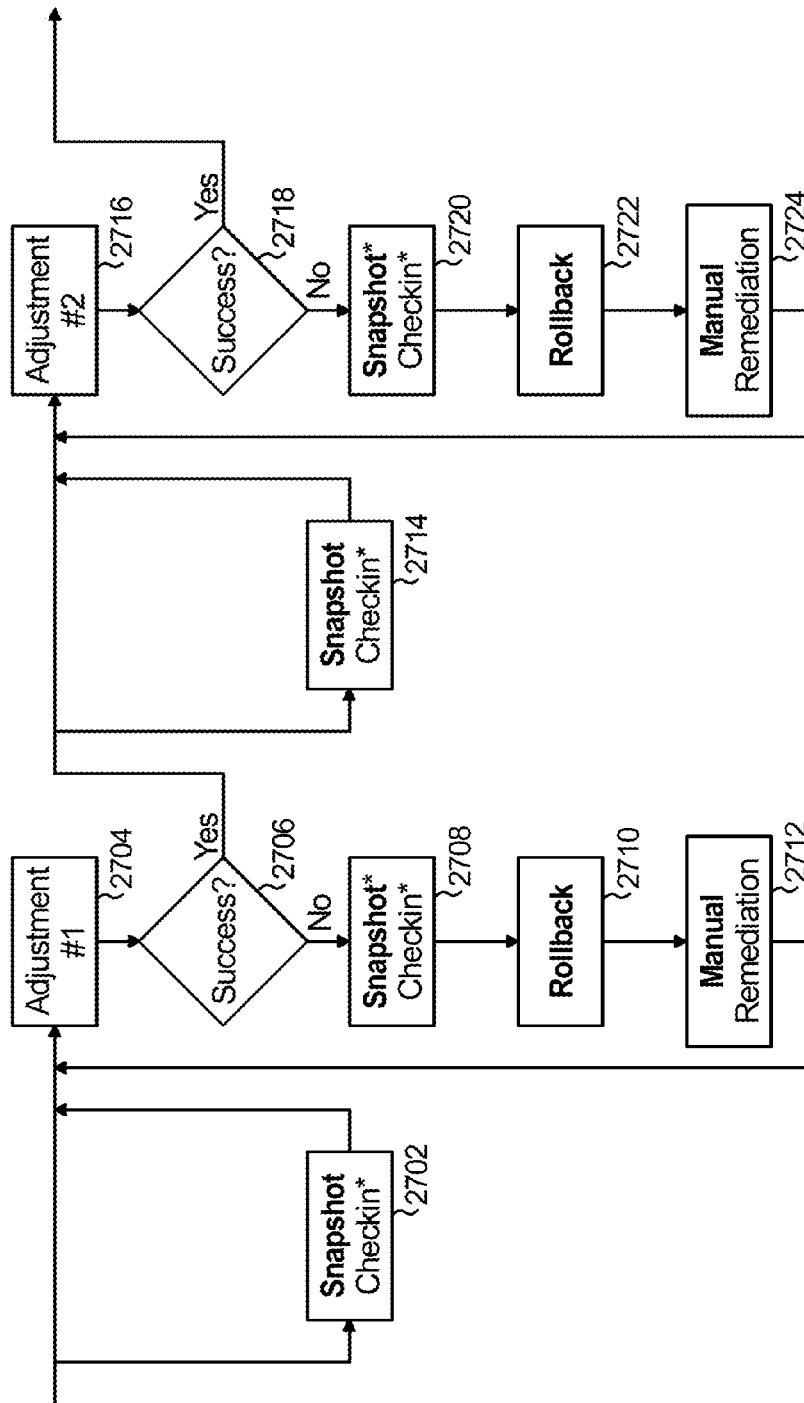 Snapshot
Checkin*
2702
Adjustment
#1
2704
Success?
2706
Yes
No
Snapshot*
Checkin*
2708
Rollback
2710
Manual
Remediation
2712
Snapshot
Checkin*
2714
Adjustment
#2
2716
Success?
2718
Yes
No
Snapshot*
Checkin*
2720
Rollback
2722
Manual
Remediation
2724